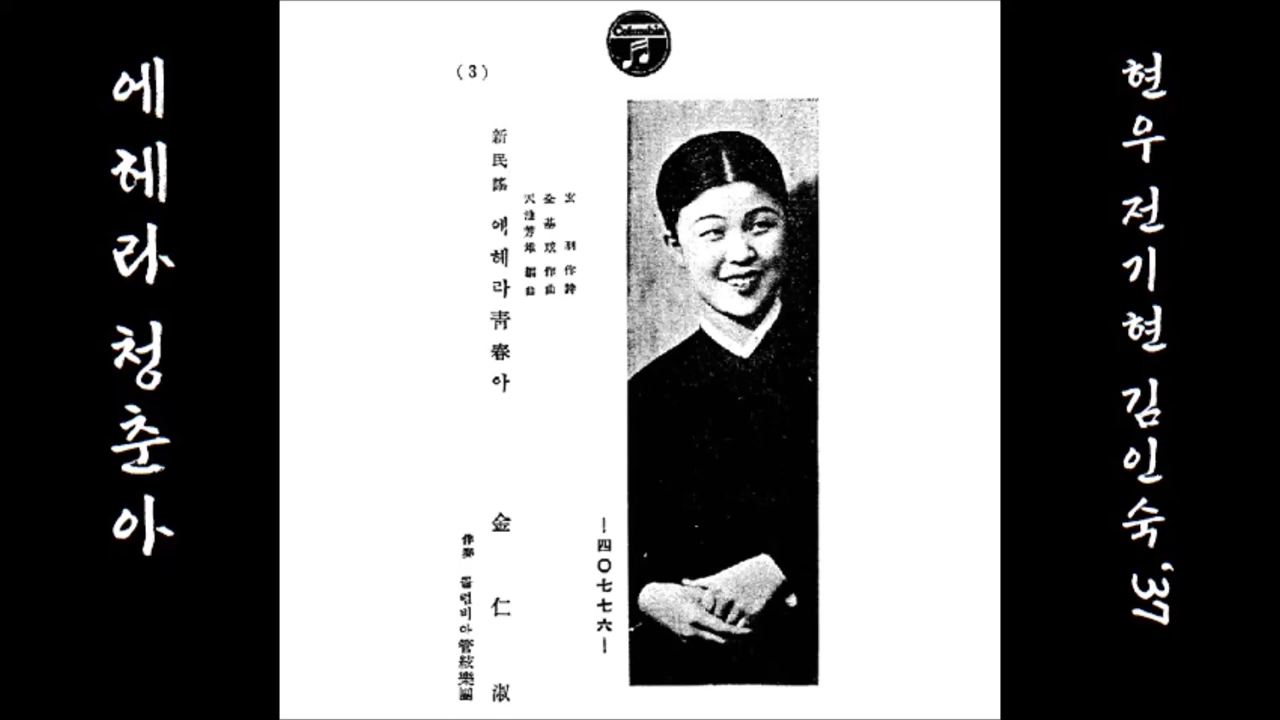 에헤라 청춘아
Columbia
(3)
玄羽作詩
全基玹作曲
天池芳雄編曲
新民謠 에헤라靑春아
金仁淑
伴奏 콜럼비아管絃樂團
—四〇七七六—
현우 전기현 김인숙 '37